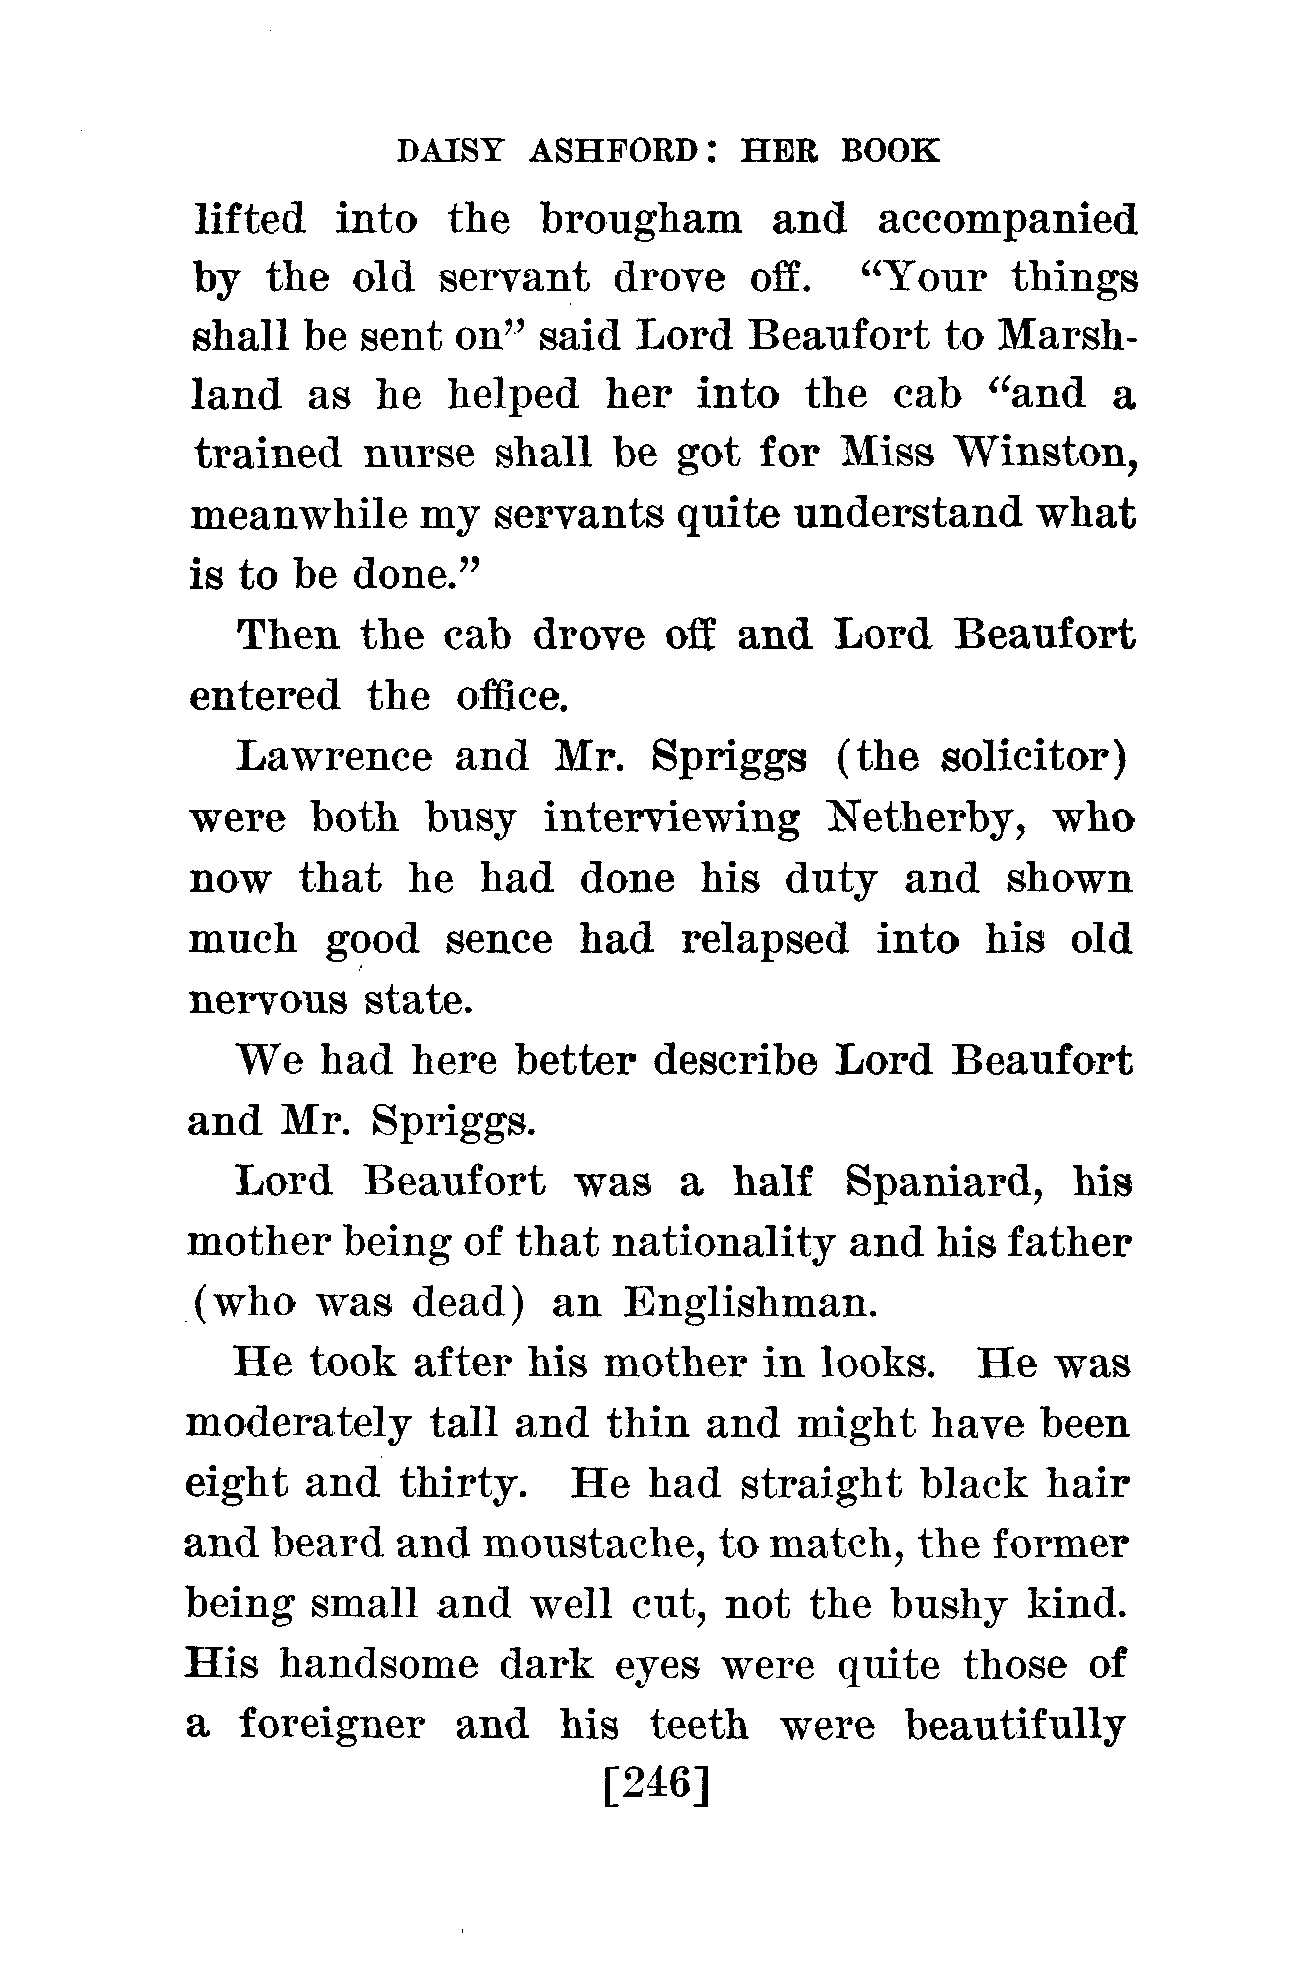 DAISY ASHFORD: HER BOOK
lifted into the brougham and accompanied
by the old servant drove off. “Your things
shall be sent on” said Lord Beaufort to Marsh-
land as he helped her into the cab “and a
trained nurse shall be got for Miss Winston,
meanwhile my servants quite understand what
is to be done.”
Then the cab drove off and Lord Beaufort
entered the office.
Lawrence and Mr. Spriggs (the solicitor)
were both busy interviewing Netherby, who
now that he had done his duty and shown
much good sence had relapsed into his old
nervous state.
We had here better describe Lord Beaufort
and Mr. Spriggs.
Lord Beaufort was a half Spaniard, his
mother being of that nationality and his father
(who was dead) an Englishman.
He took after his mother in looks. He was
moderately tall and thin and might have been
eight and thirty. He had straight black hair
and beard and moustache, to match, the former
being small and well cut, not the bushy kind.
His handsome dark eyes were quite those of
a foreigner and his teeth were beautifully
[246]